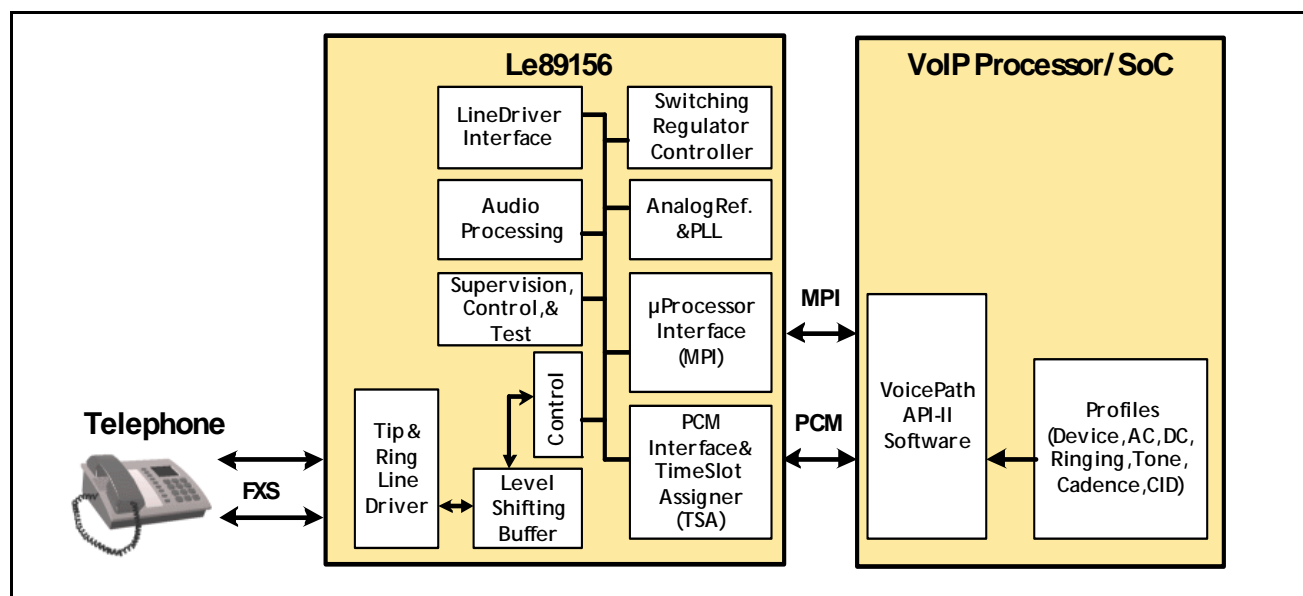 Le89156
VoIP Processor/ SoC
LineDriver
Interface
Switching
Regulator
Controller
Audio
Processing
AnalogRef.
&PLL
Supervision,
Control,&
Test
µProcessor
Interface
(MPI)
MPI
Control
VoicePath
API-II
Software
Profiles
(Device,AC,DC,
Ringing,Tone,
Cadence,CID)
Telephone
FXS
Tip&
Ring
Line
Driver
Level
Shifting
Buffer
PCM
Interface&
TimeSlot
Assigner
(TSA)
PCM